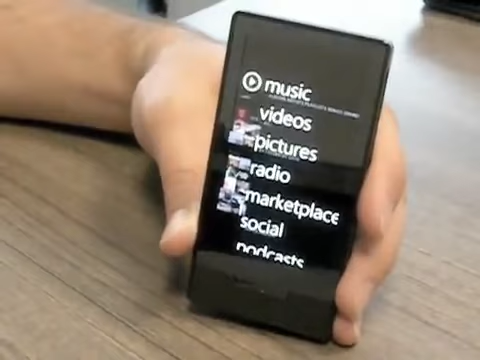 music
videos
pictures
radio
marketplace
social
podcasts